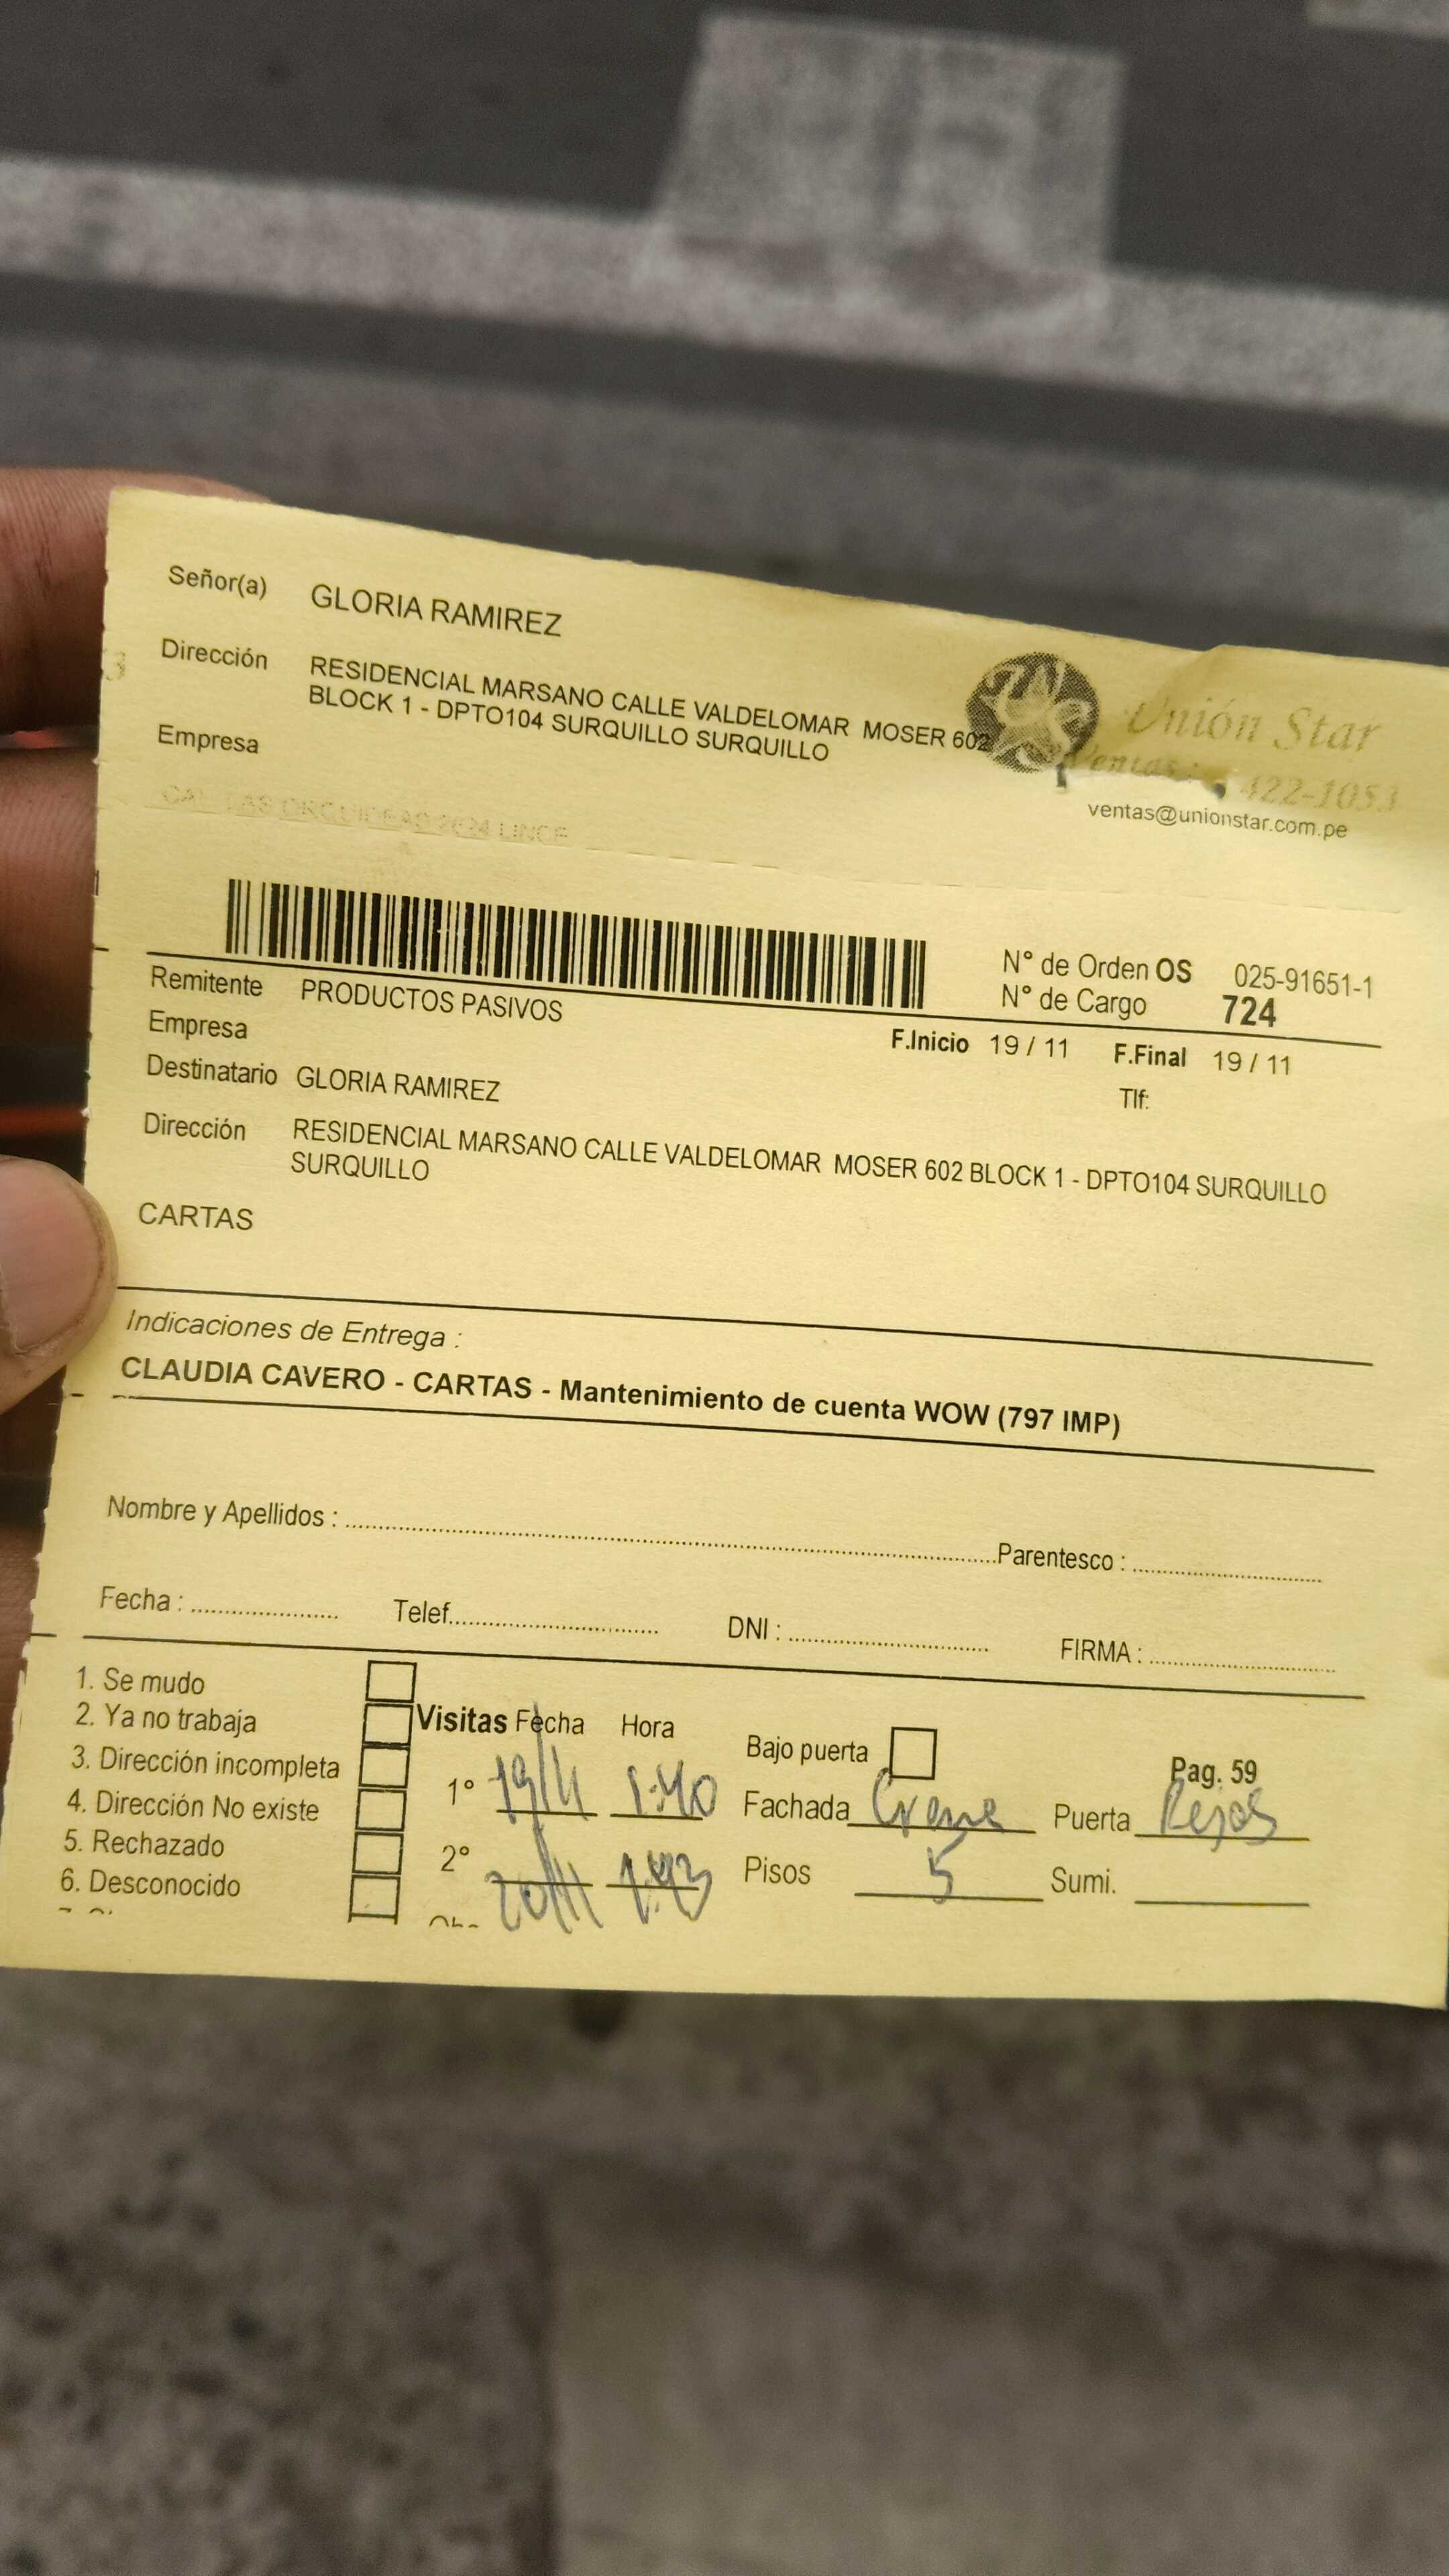 Señor(a) GLORIA RAMIREZ
Dirección RESIDENCIAL MARSANO CALLE VALDELOMAR MOSER 602
BLOCK 1 - DPTO104 SURQUILLO SURQUILLO
Empresa
Unión Star
Ventas: 422-1053
ventas@unionstar.com.pe
N° de Orden OS 025-91651-1
N° de Cargo 724
Remitente PRODUCTOS PASIVOS
F.Inicio 19 / 11 F.Final 19 / 11
Empresa
Tlf:
Destinatario GLORIA RAMIREZ
Dirección RESIDENCIAL MARSANO CALLE VALDELOMAR MOSER 602 BLOCK 1 - DPTO104 SURQUILLO
SURQUILLO
CARTAS
Indicaciones de Entrega :
CLAUDIA CAVERO - CARTAS - Mantenimiento de cuenta WOW (797 IMP)
Nombre y Apellidos : Parentesco :
Fecha : Telef. DNI : FIRMA :
1. Se mudo
2. Ya no trabaja
3. Dirección incompleta
4. Dirección No existe
5. Rechazado
6. Desconocido
Visitas Fecha Hora
1° 19/11 1:40
2° 20/11 1:43
Bajo puerta
Pag. 59
Fachada Creme Puerta Rejas
Pisos 5 Sumi.